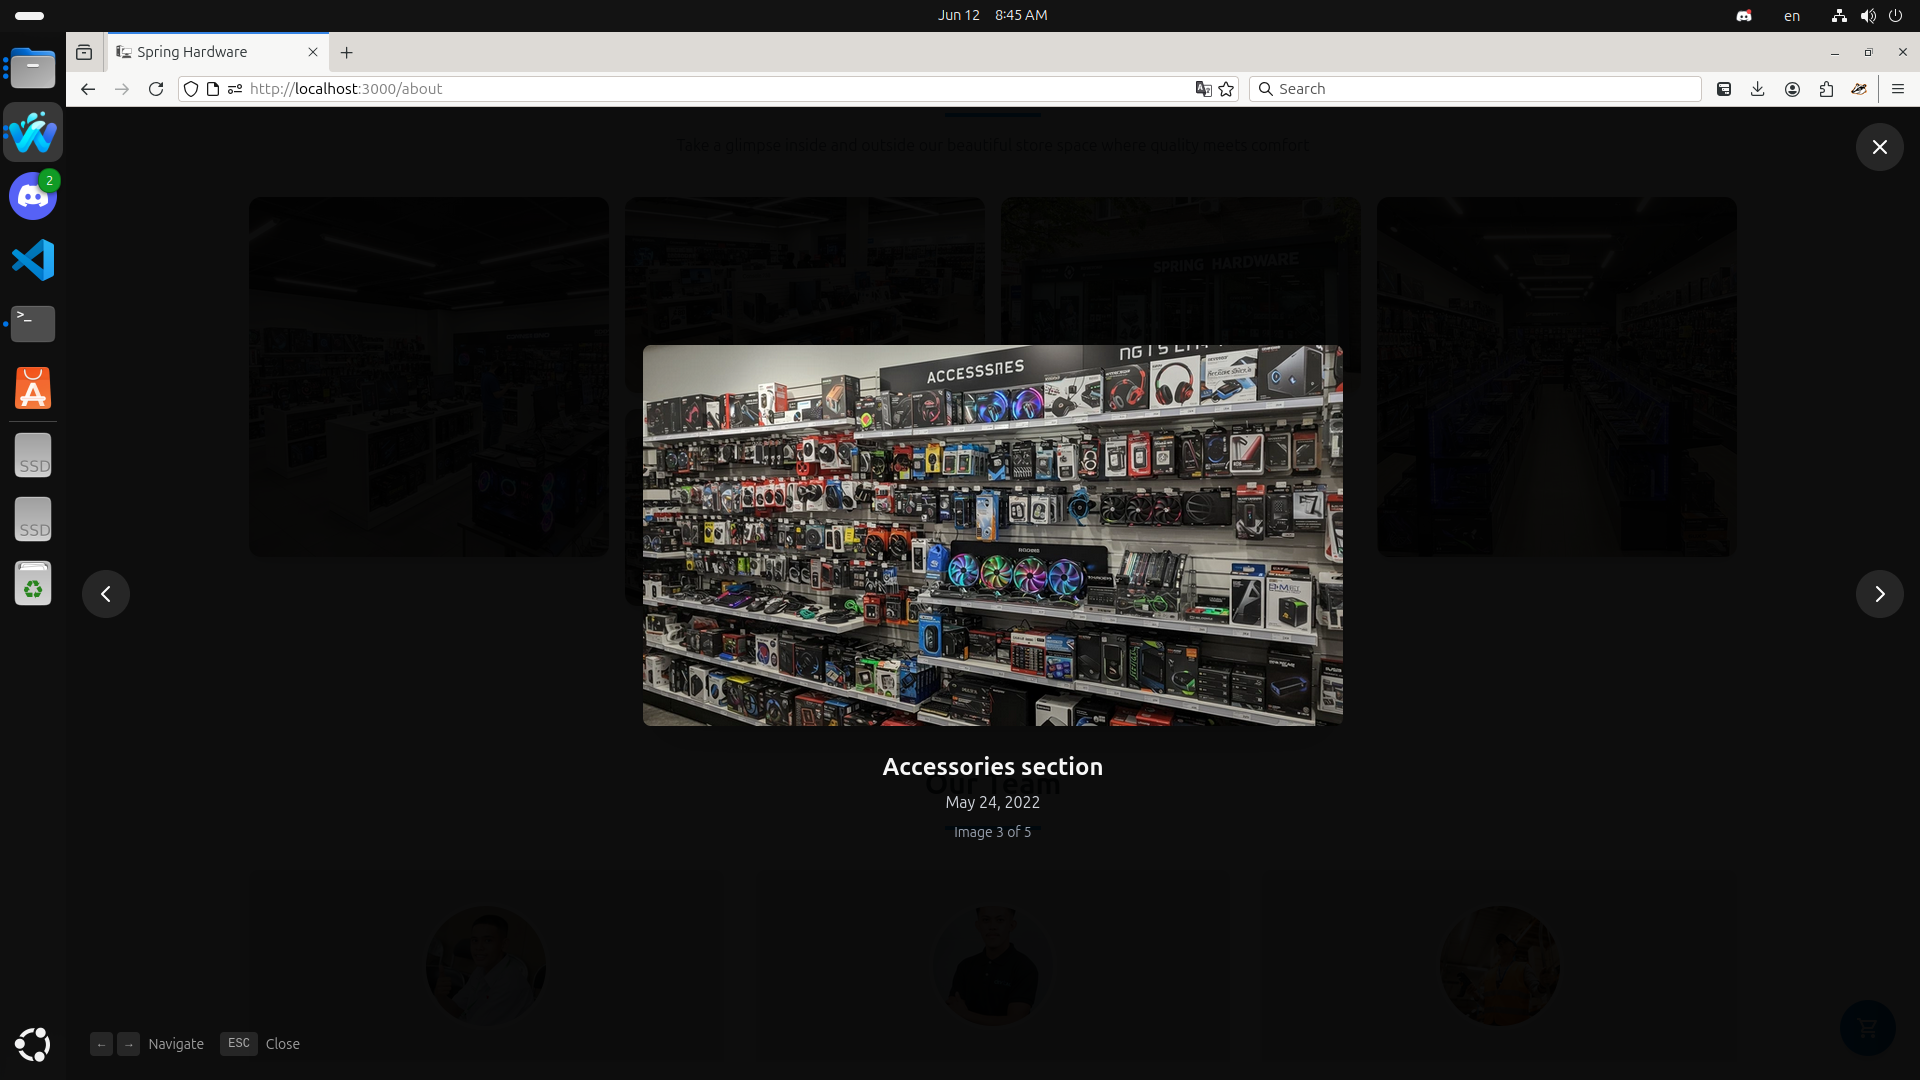 Jun 12 8:45 AM
en
Spring Hardware
http://localhost:3000/about
Search
2
Take a glimpse inside and outside our beautiful store space where quality meets comfort
SPRING HARDWARE
ACCESSSNES
>_
SSD
SSD
Accessories section
Our Team
May 24, 2022
Image 3 of 5
← → Navigate ESC Close